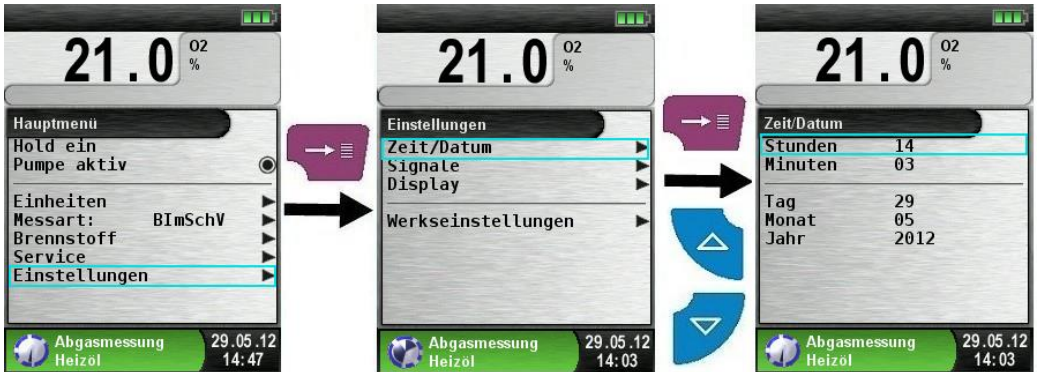 21.0 O2
%
Hauptmenü
Hold ein
Pumpe aktiv
Einheiten
Messart: BImSchV
Brennstoff
Service
Einstellungen
Abgasmessung
Heizöl
29.05.12
14:47
21.0 O2
%
Einstellungen
Zeit/Datum
Signale
Display
Werkseinstellungen
Abgasmessung
Heizöl
29.05.12
14:03
21.0 O2
%
Zeit/Datum
Stunden 14
Minuten 03
Tag 29
Monat 05
Jahr 2012
Abgasmessung
Heizöl
29.05.12
14:03